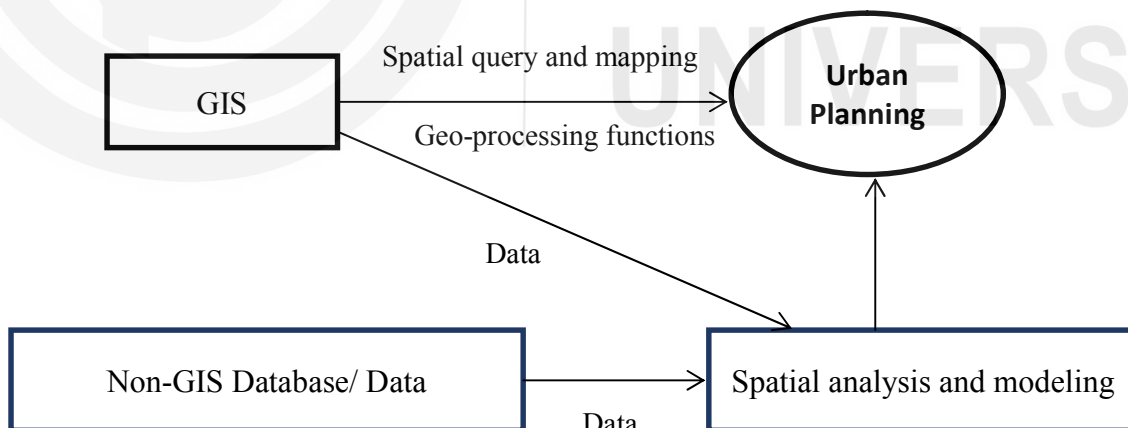 UNIVERS
Spatial query and mapping
GIS
Urban
Planning
Geo-processing functions
Data
Non-GIS Database/ Data
Spatial analysis and modeling
Data